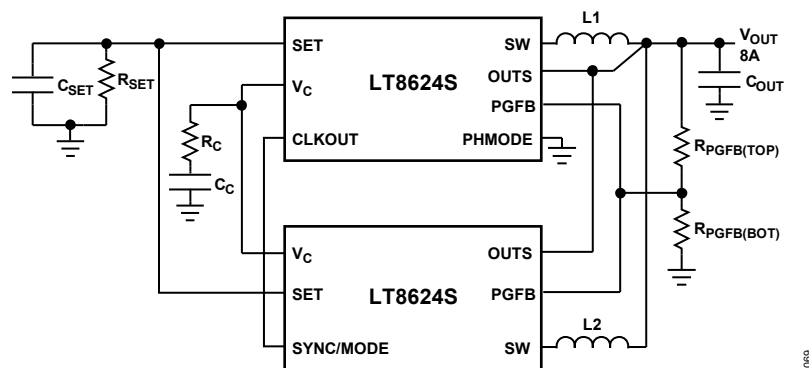 L1
SET
SW
V_OUT
8A
C_SET
R_SET
OUTS
V_C
LT8624S
C_OUT
PGFB
R_C
CLKOUT
PHMODE
R_PGFB(TOP)
C_C
V_C
OUTS
R_PGFB(BOT)
SET
LT8624S
PGFB
L2
SYNC/MODE
SW
069